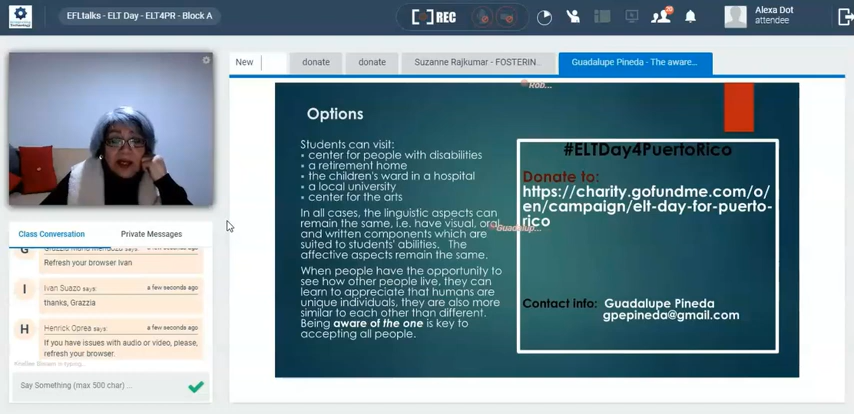 EFLtalks - ELT Day - ELT4PR - Block A
REC
20
Alexa Dot
attendee
New
donate
donate
Suzanne Rajkumar - FOSTERIN...
Guadalupe Pineda - The aware...
Rob...
Options
Students can visit:
center for people with disabilities
a retirement home
the children's ward in a hospital
a local university
center for the arts
In all cases, the linguistic aspects can
remain the same, i.e. have visual, oral
and written components which are
suited to students' abilities. The
affective aspects remain the same.
When people have the opportunity to
see how other people live, they can
learn to appreciate that humans are
unique individuals, they are also more
similar to each other than different.
Being aware of the one is key to
accepting all people.
#ELTDay4PuertoRico
Donate to:
https://charity.gofundme.com/o/
en/campaign/elt-day-for-puerto-
rico
Guadalup...
Contact info: Guadalupe Pineda
gpepineda@gmail.com
Class Conversation
Private Messages
G
a few seconds ago
Refresh your browser Ivan
I
Ivan Suazo says:
a few seconds ago
thanks, Grazzia
H
Henrick Oprea says:
a few seconds ago
If you have issues with audio or video, please,
refresh your browser.
is typing...
Say Something (max 500 char) ...